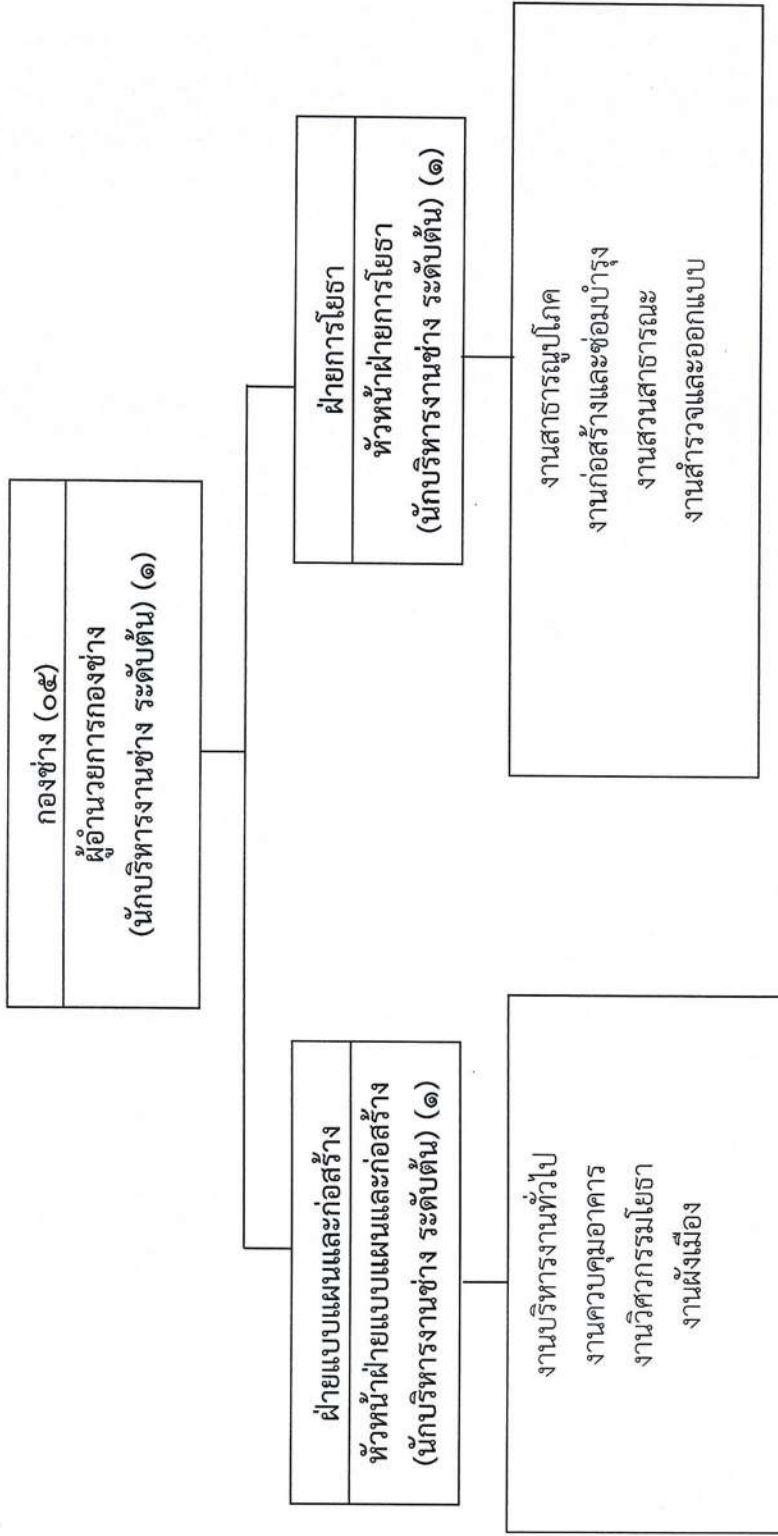 กองช่าง (๐๕)
ผู้อำนวยการกองช่าง
(นักบริหารงานช่าง ระดับต้น) (๑)
ฝ่ายแบบแผนและก่อสร้าง
หัวหน้าฝ่ายแบบแผนและก่อสร้าง
(นักบริหารงานช่าง ระดับต้น) (๑)
งานบริหารงานทั่วไป
งานควบคุมอาคาร
งานวิศวกรรมโยธา
งานผังเมือง
ฝ่ายการโยธา
หัวหน้าฝ่ายการโยธา
(นักบริหารงานช่าง ระดับต้น) (๑)
งานสาธารณูปโภค
งานก่อสร้างและซ่อมบำรุง
งานสวนสาธารณะ
งานสำรวจและออกแบบ